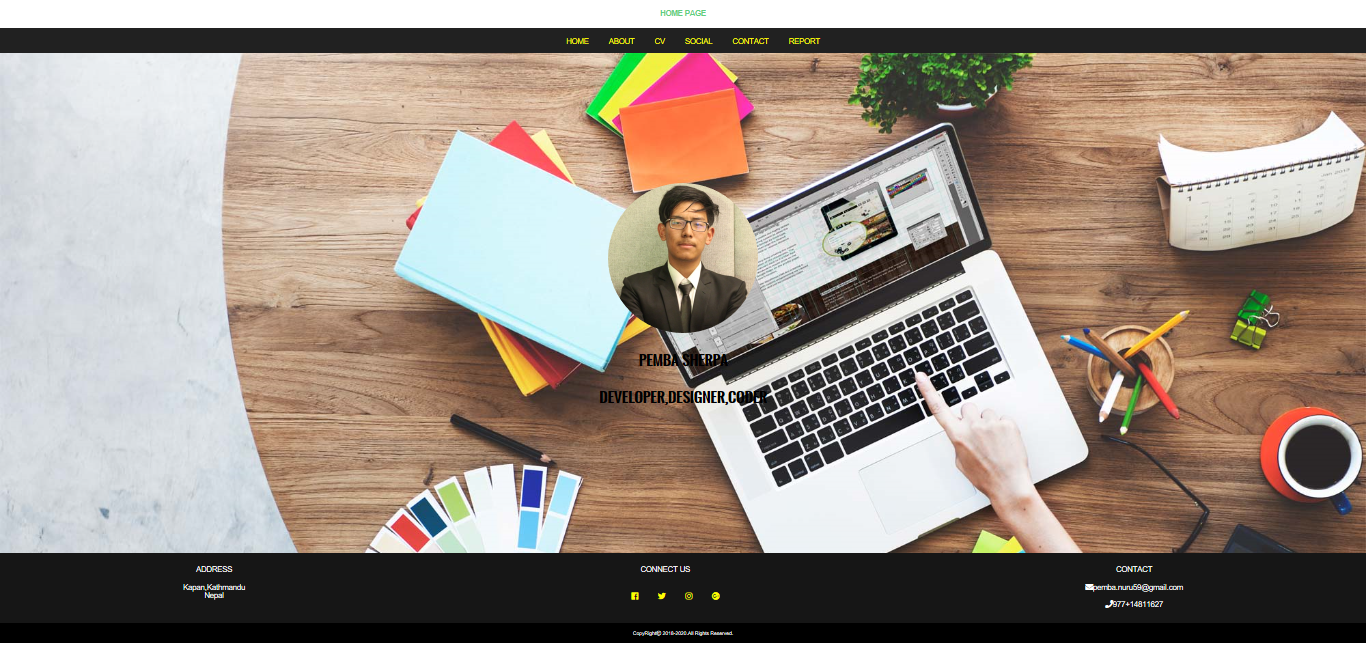 HOME PAGE
HOME ABOUT CV SOCIAL CONTACT REPORT
PEMBA SHERPA
DEVELOPER,DESIGNER,CODER
ADDRESS
Kapan,Kathmandu
Nepal
CONNECT US
CONTACT
pemba.nuru59@gmail.com
977+14811627
CopyRight© 2018-2020.All Rights Reserved.